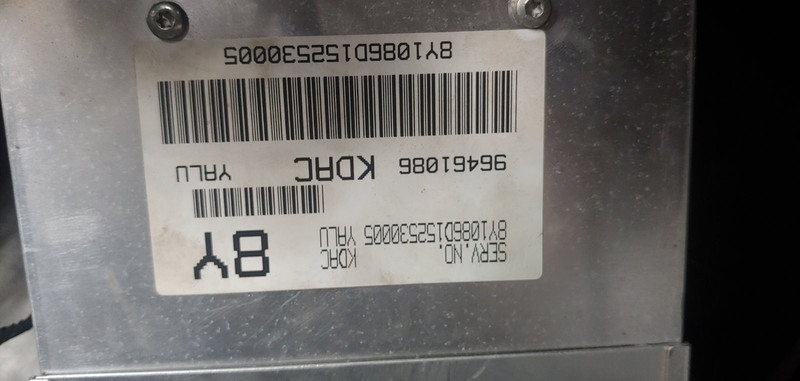 SERV.NO. KDAC
8Y1086D152530005 YALU
8Y
96461086 KDAC YALU
8Y1086D152530005